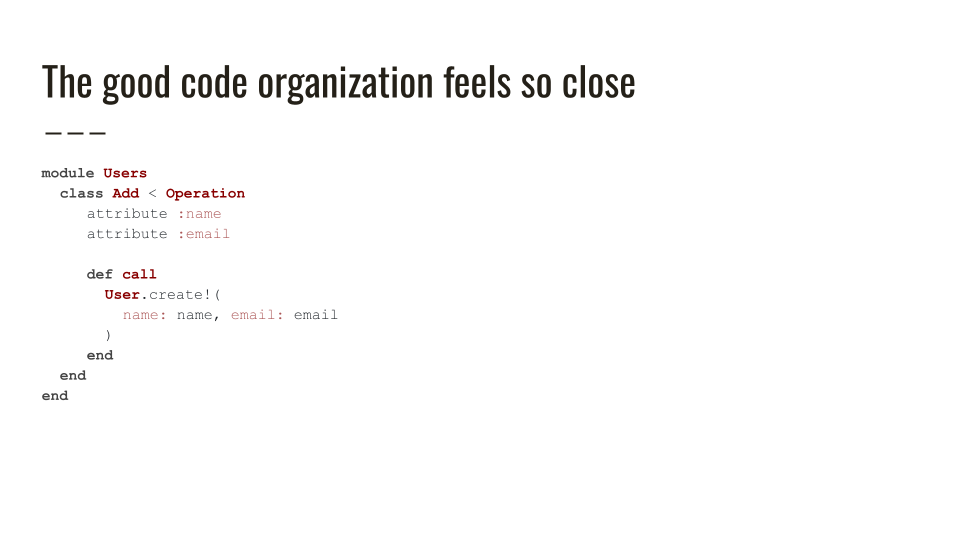 The good code organization feels so close
module Users
  class Add < Operation
     attribute :name
     attribute :email

     def call
       User.create!(
         name: name, email: email
       )
     end
  end
end